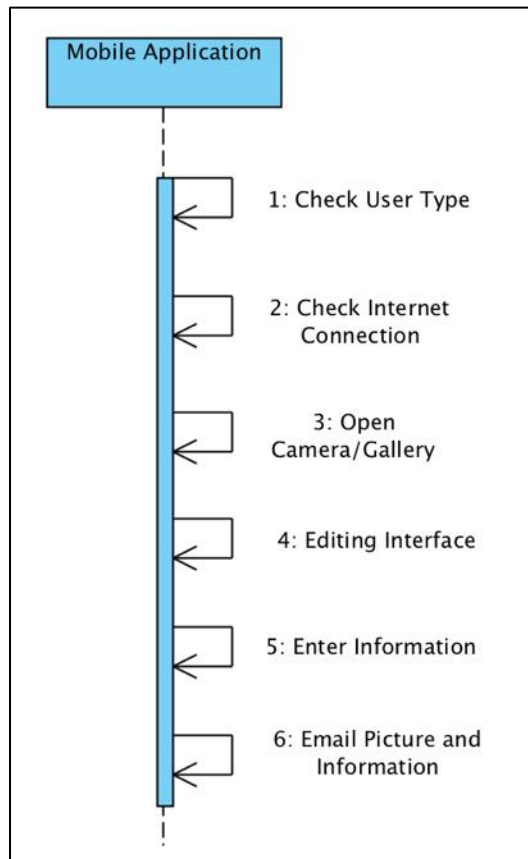 Mobile Application
1: Check User Type
2: Check Internet
Connection
3: Open
Camera/Gallery
4: Editing Interface
5: Enter Information
6: Email Picture and
Information